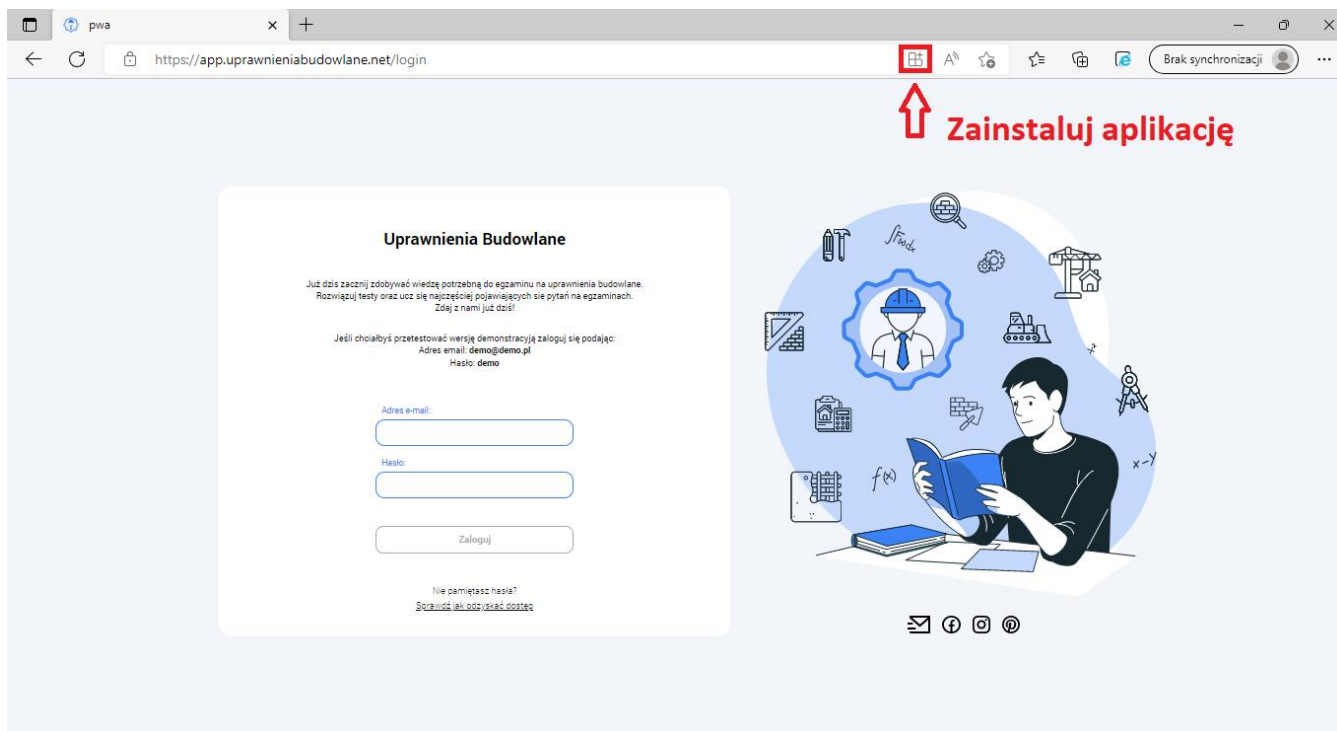 pwa
https://app.uprawnieniabudowlane.net/login
Brak synchronizacji
Zainstaluj aplikację
Uprawnienia Budowlane
Już dzis zacznij zdobywać wiedzę potrzebną do egzaminu na uprawnienia budowlane.
Rozwiązuj testy oraz ucz się najczęściej pojawiających sie pytań na egzaminach.
Zdaj z nami już dziś!
Jeśli chciałbyś przetestować wersję demonstracyją zaloguj się podając:
Adres email: demo@demo.pl
Hasło: demo
Adres e-mail:
Hasło:
Zaloguj
Nie pamiętasz hasła?
Sprawdź jak odzyskać dostęp
f(x)
x-y